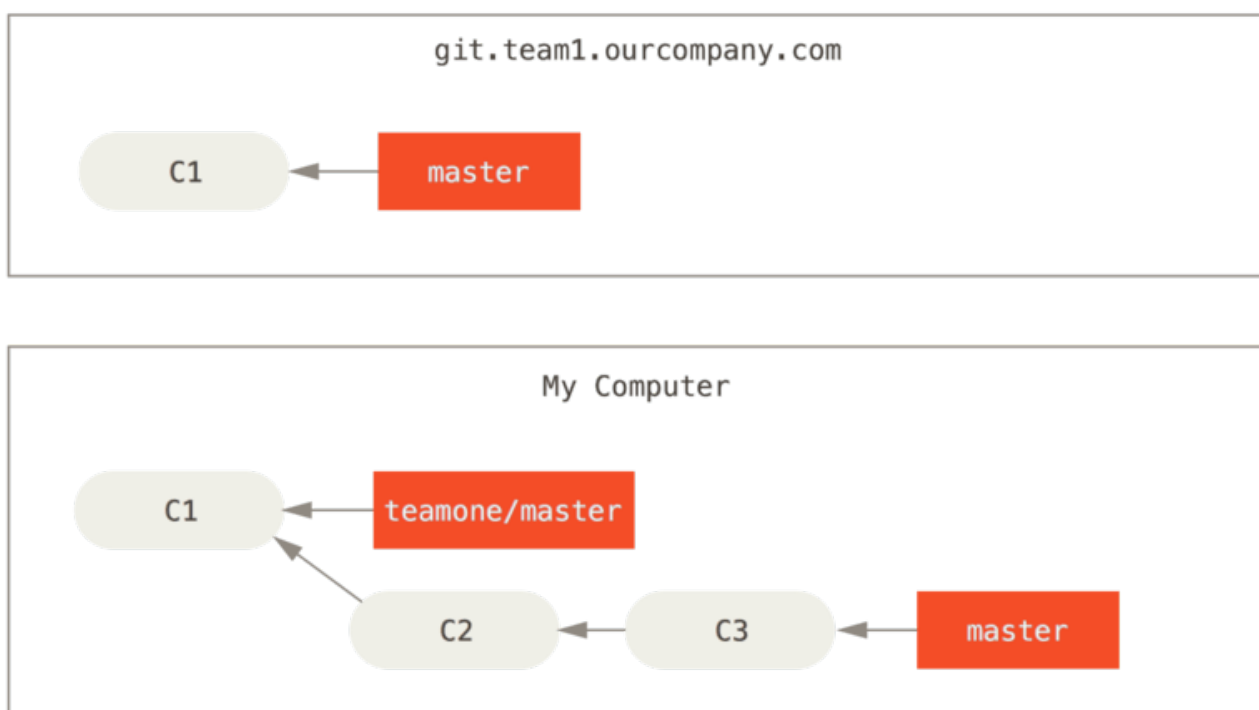 git.team1.ourcompany.com
C1 master
My Computer
C1 teamone/master
C2 C3 master